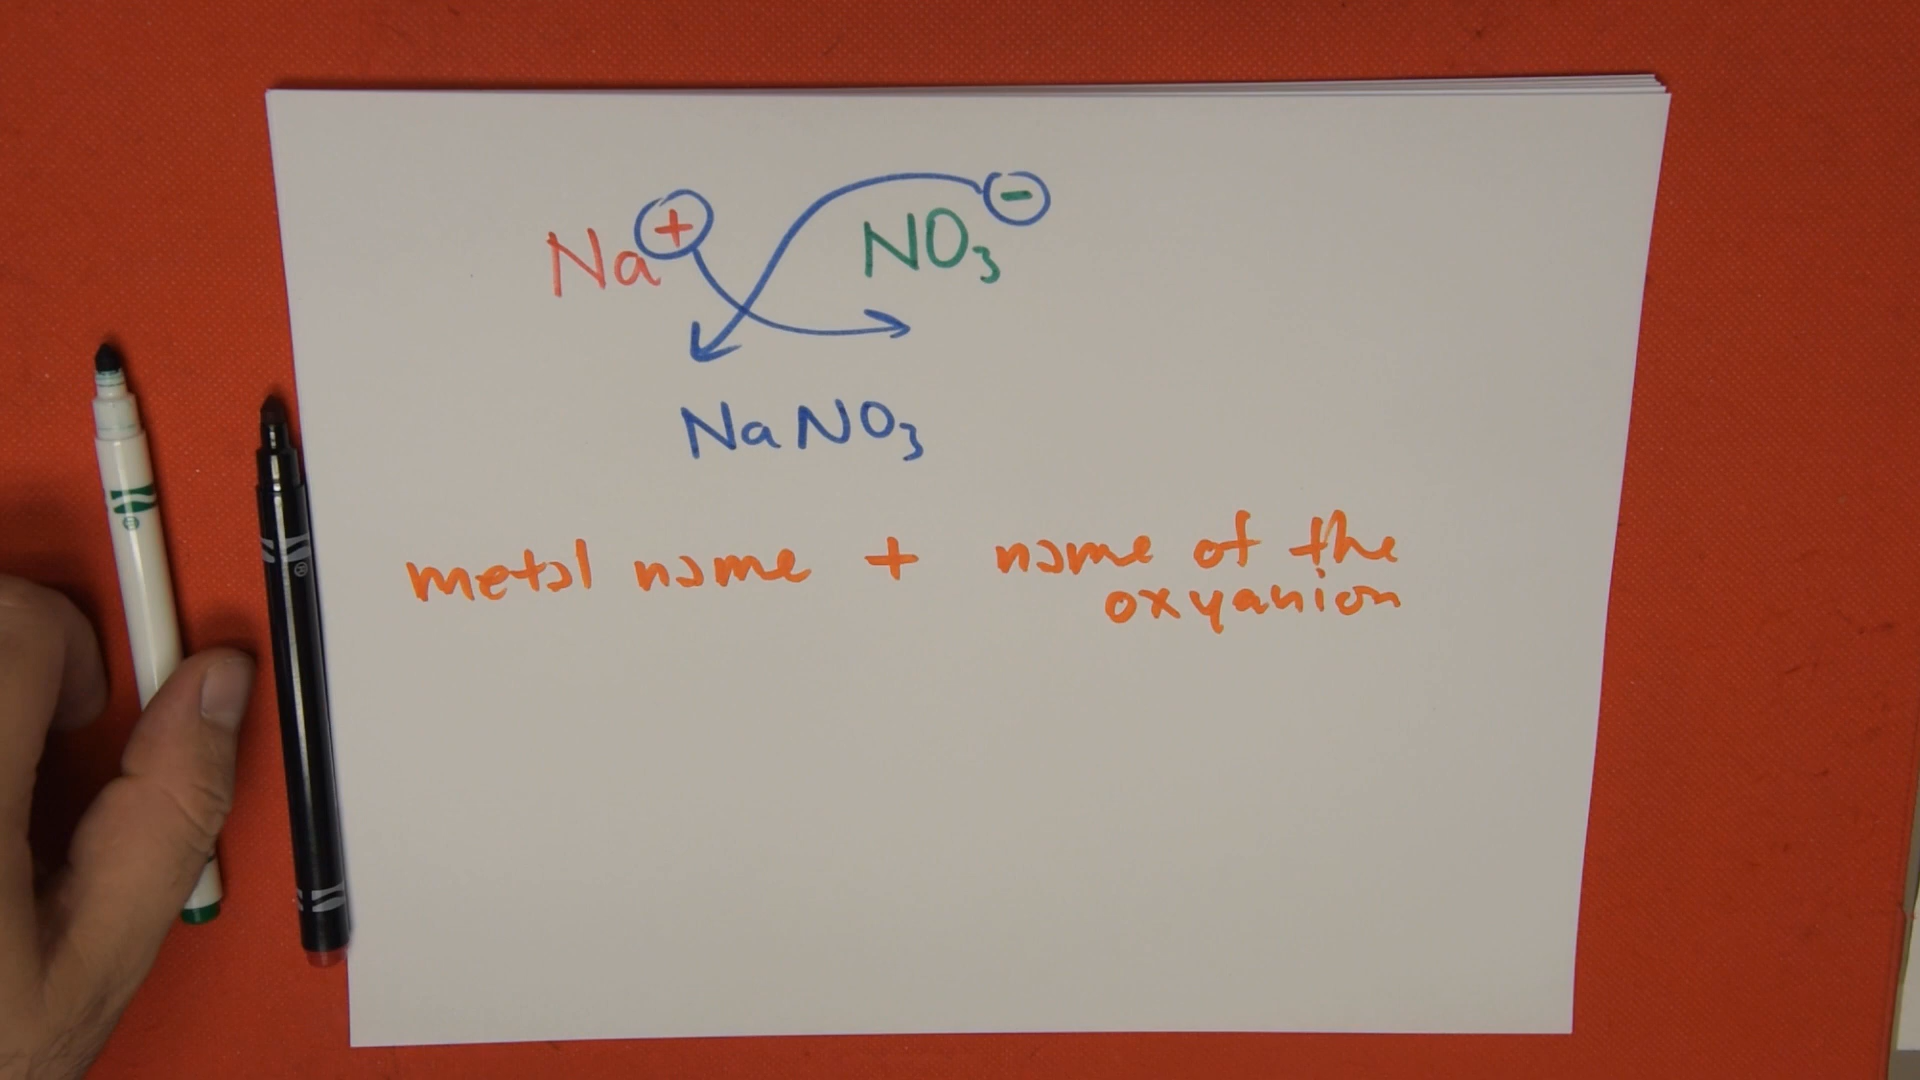 Na⁺ NO₃⁻
NaNO₃
metal name + name of the
oxyanion